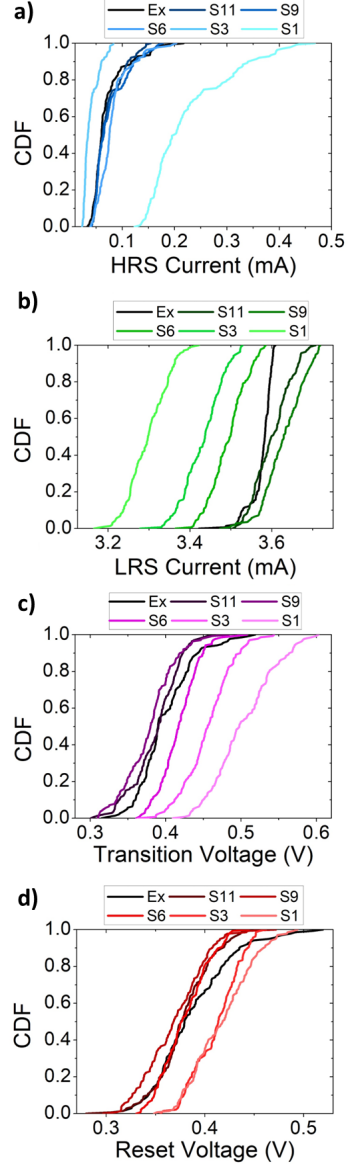 a)
Ex S11 S9
S6 S3 S1
1.0
0.8
0.6
0.4
0.2
0.0
CDF
0.1 0.2 0.3 0.4 0.5
HRS Current (mA)
b)
Ex S11 S9
S6 S3 S1
1.0
0.8
0.6
0.4
0.2
0.0
CDF
3.2 3.4 3.6
LRS Current (mA)
c)
Ex S11 S9
S6 S3 S1
1.0
0.8
0.6
0.4
0.2
0.0
CDF
0.3 0.4 0.5 0.6
Transition Voltage (V)
d)
Ex S11 S9
S6 S3 S1
1.0
0.8
0.6
0.4
0.2
0.0
CDF
0.3 0.4 0.5
Reset Voltage (V)